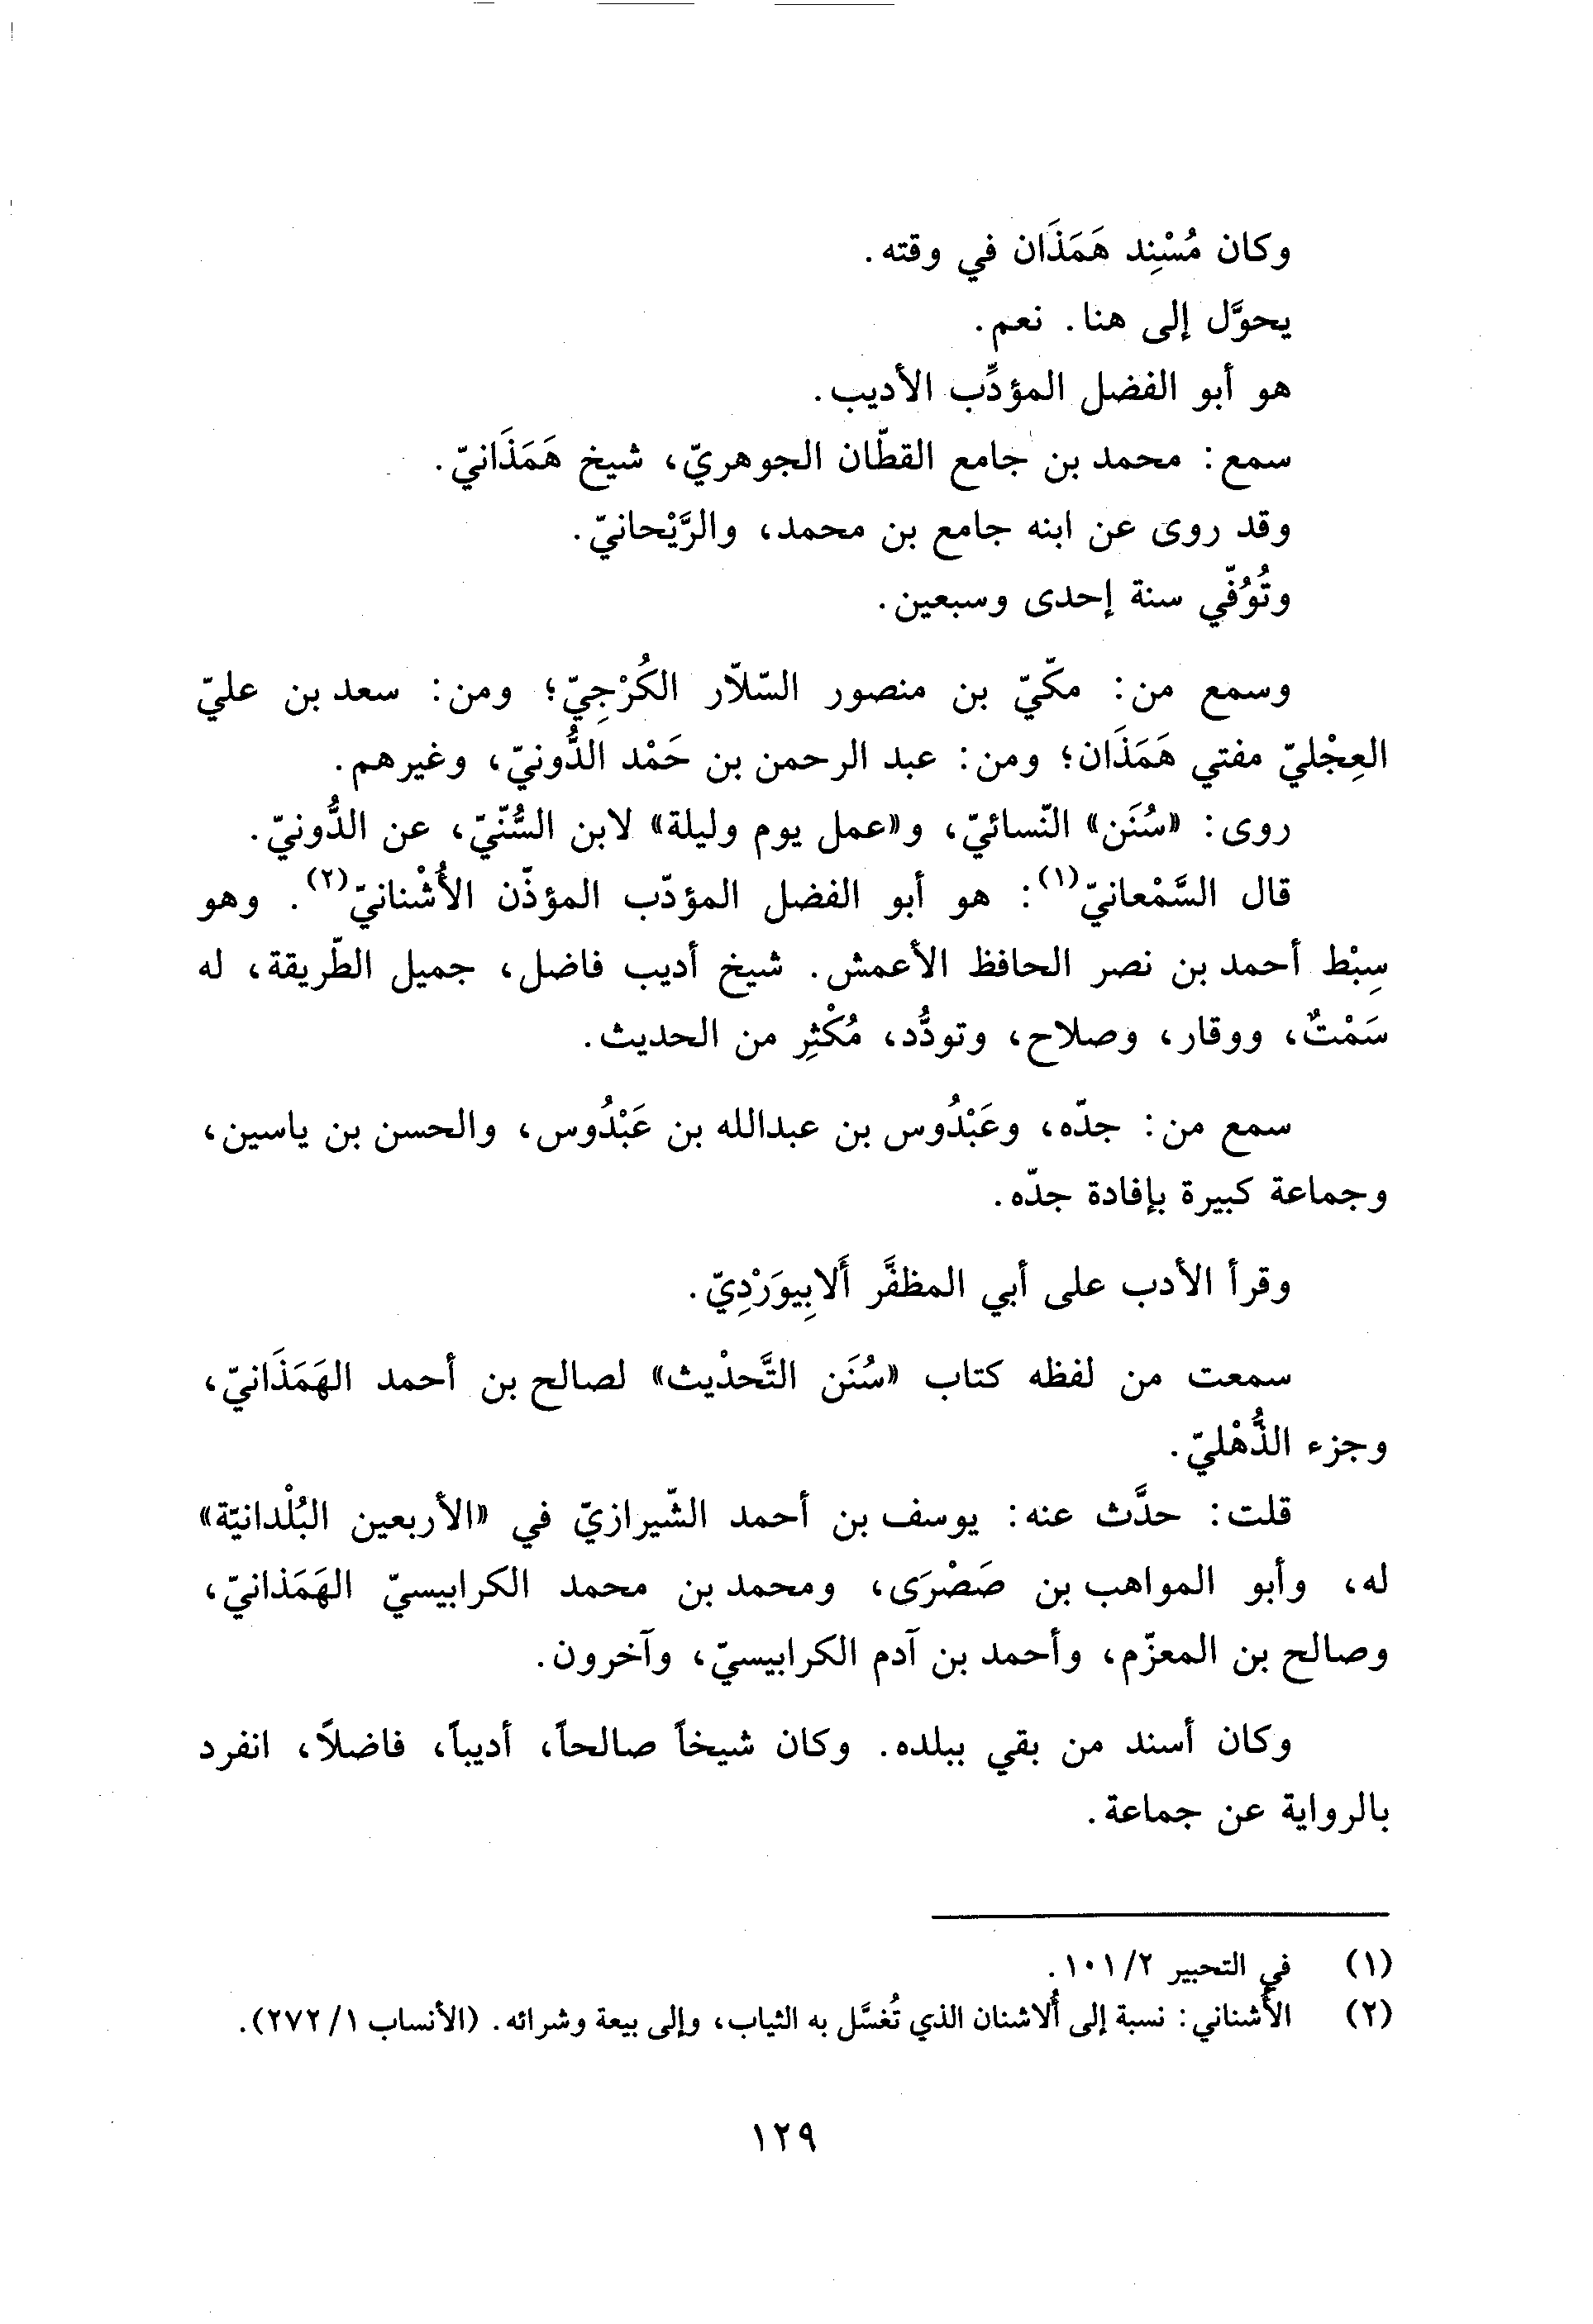 وكان مُسْنِد هَمَذَان في وقته.
يحوَّل إلى هنا. نعم.
هو أبو الفضل المؤدِّب الأديب.
سمع: محمد بن جامع القطّان الجوهريّ، شيخ هَمَذَانيّ.
وقد روى عن ابنه جامع بن محمد، والرَّيْحانيّ.
وتُوُفّي سنة إحدى وسبعين.
وسمع من: مكّيّ بن منصور السّلاّر الكُرْجِيّ؛ ومن: سعد بن عليّ
العِجْليّ مفتي هَمَذَان؛ ومن: عبد الرحمن بن حَمْد الدُّونيّ، وغيرهم.
روى: «سُنَن» النّسائيّ، و«عمل يوم وليلة» لابن السُّنّيّ، عن الدُّونيّ.
قال السَّمْعانيّ(١): هو أبو الفضل المؤدّب المؤذّن الأُشْنانيّ(٢). وهو
سِبْط أحمد بن نصر الحافظ الأعمش. شيخ أديب فاضل، جميل الطّريقة، له
سَمْتٌ، ووقار، وصلاح، وتودُّد، مُكْثِر من الحديث.
سمع من: جدّه، وعَبْدُوس بن عبدالله بن عَبْدُوس، والحسن بن ياسين،
وجماعة كبيرة بإفادة جدّه.
وقرأ الأدب على أبي المظفَّر أَلابِيوَرْدِيّ.
سمعت من لفظه كتاب «سُنَن التَّحدْيث» لصالح بن أحمد الهَمَذَانيّ،
وجزء الذُّهْليّ.
قلت: حدَّث عنه: يوسف بن أحمد الشّيرازيّ في «الأربعين البُلْدانيّة»
له، وأبو المواهب بن صَصْرَى، ومحمد بن محمد الكرابيسيّ الهَمَذانيّ،
وصالح بن المعزّم، وأحمد بن آدم الكرابيسيّ، وآخرون.
وكان أسند من بقي ببلده. وكان شيخاً صالحاً، أديباً، فاضلاً، انفرد
بالرواية عن جماعة.
(١) في التحبير ٢/١٠١.
(٢) الأُشناني: نسبة إلى أُلاشنان الذي تُغسَّل به الثياب، وإلى بيعة وشرائه. (الأنساب ١/٢٧٢).
١٢٩